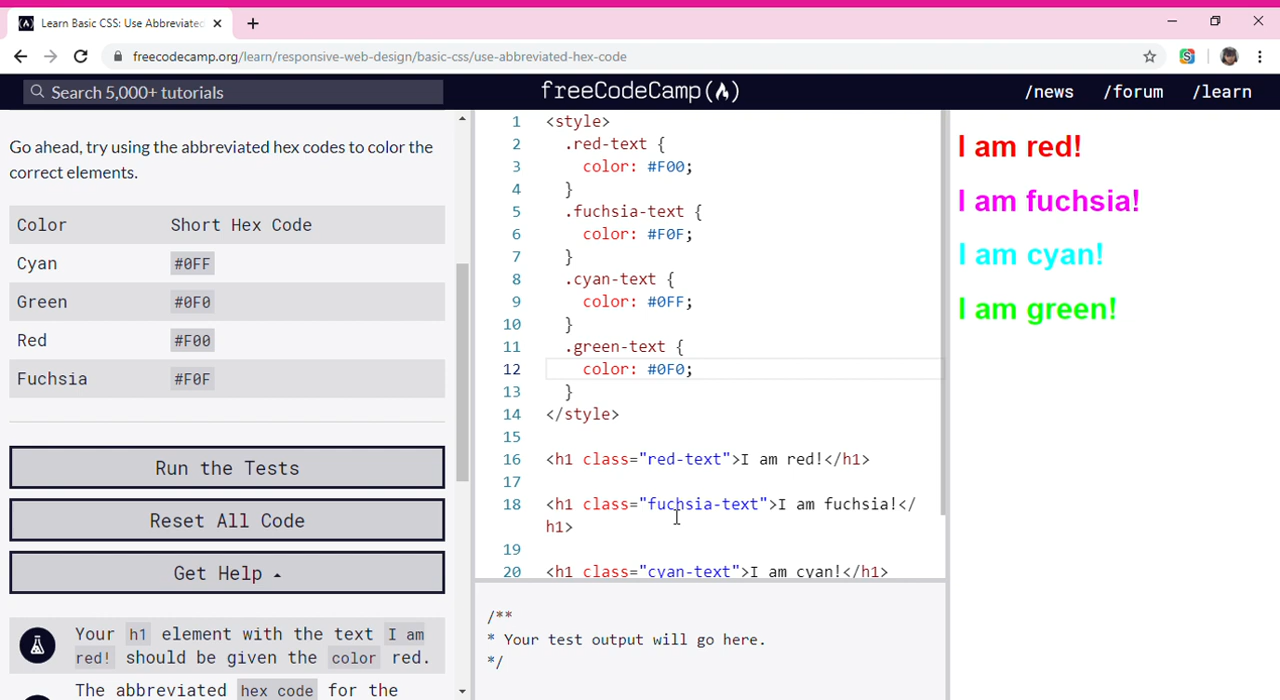 Learn Basic CSS: Use Abbreviated
freecodecamp.org/learn/responsive-web-design/basic-css/use-abbreviated-hex-code
Search 5,000+ tutorials
freeCodeCamp
/news
/forum
/learn
Go ahead, try using the abbreviated hex codes to color the
correct elements.
Color Short Hex Code
Cyan #0FF
Green #0F0
Red #F00
Fuchsia #F0F
Run the Tests
Reset All Code
Get Help
Your h1 element with the text I am
red! should be given the color red.
The abbreviated hex code for the
1 <style>
2 .red-text {
3 color: #F00;
4 }
5 .fuchsia-text {
6 color: #F0F;
7 }
8 .cyan-text {
9 color: #0FF;
10 }
11 .green-text {
12 color: #0F0;
13 }
14 </style>
15
16 <h1 class="red-text">I am red!</h1>
17
18 <h1 class="fuchsia-text">I am fuchsia!</
h1>
19
20 <h1 class="cyan-text">I am cyan!</h1>
/**
* Your test output will go here.
*/
I am red!
I am fuchsia!
I am cyan!
I am green!